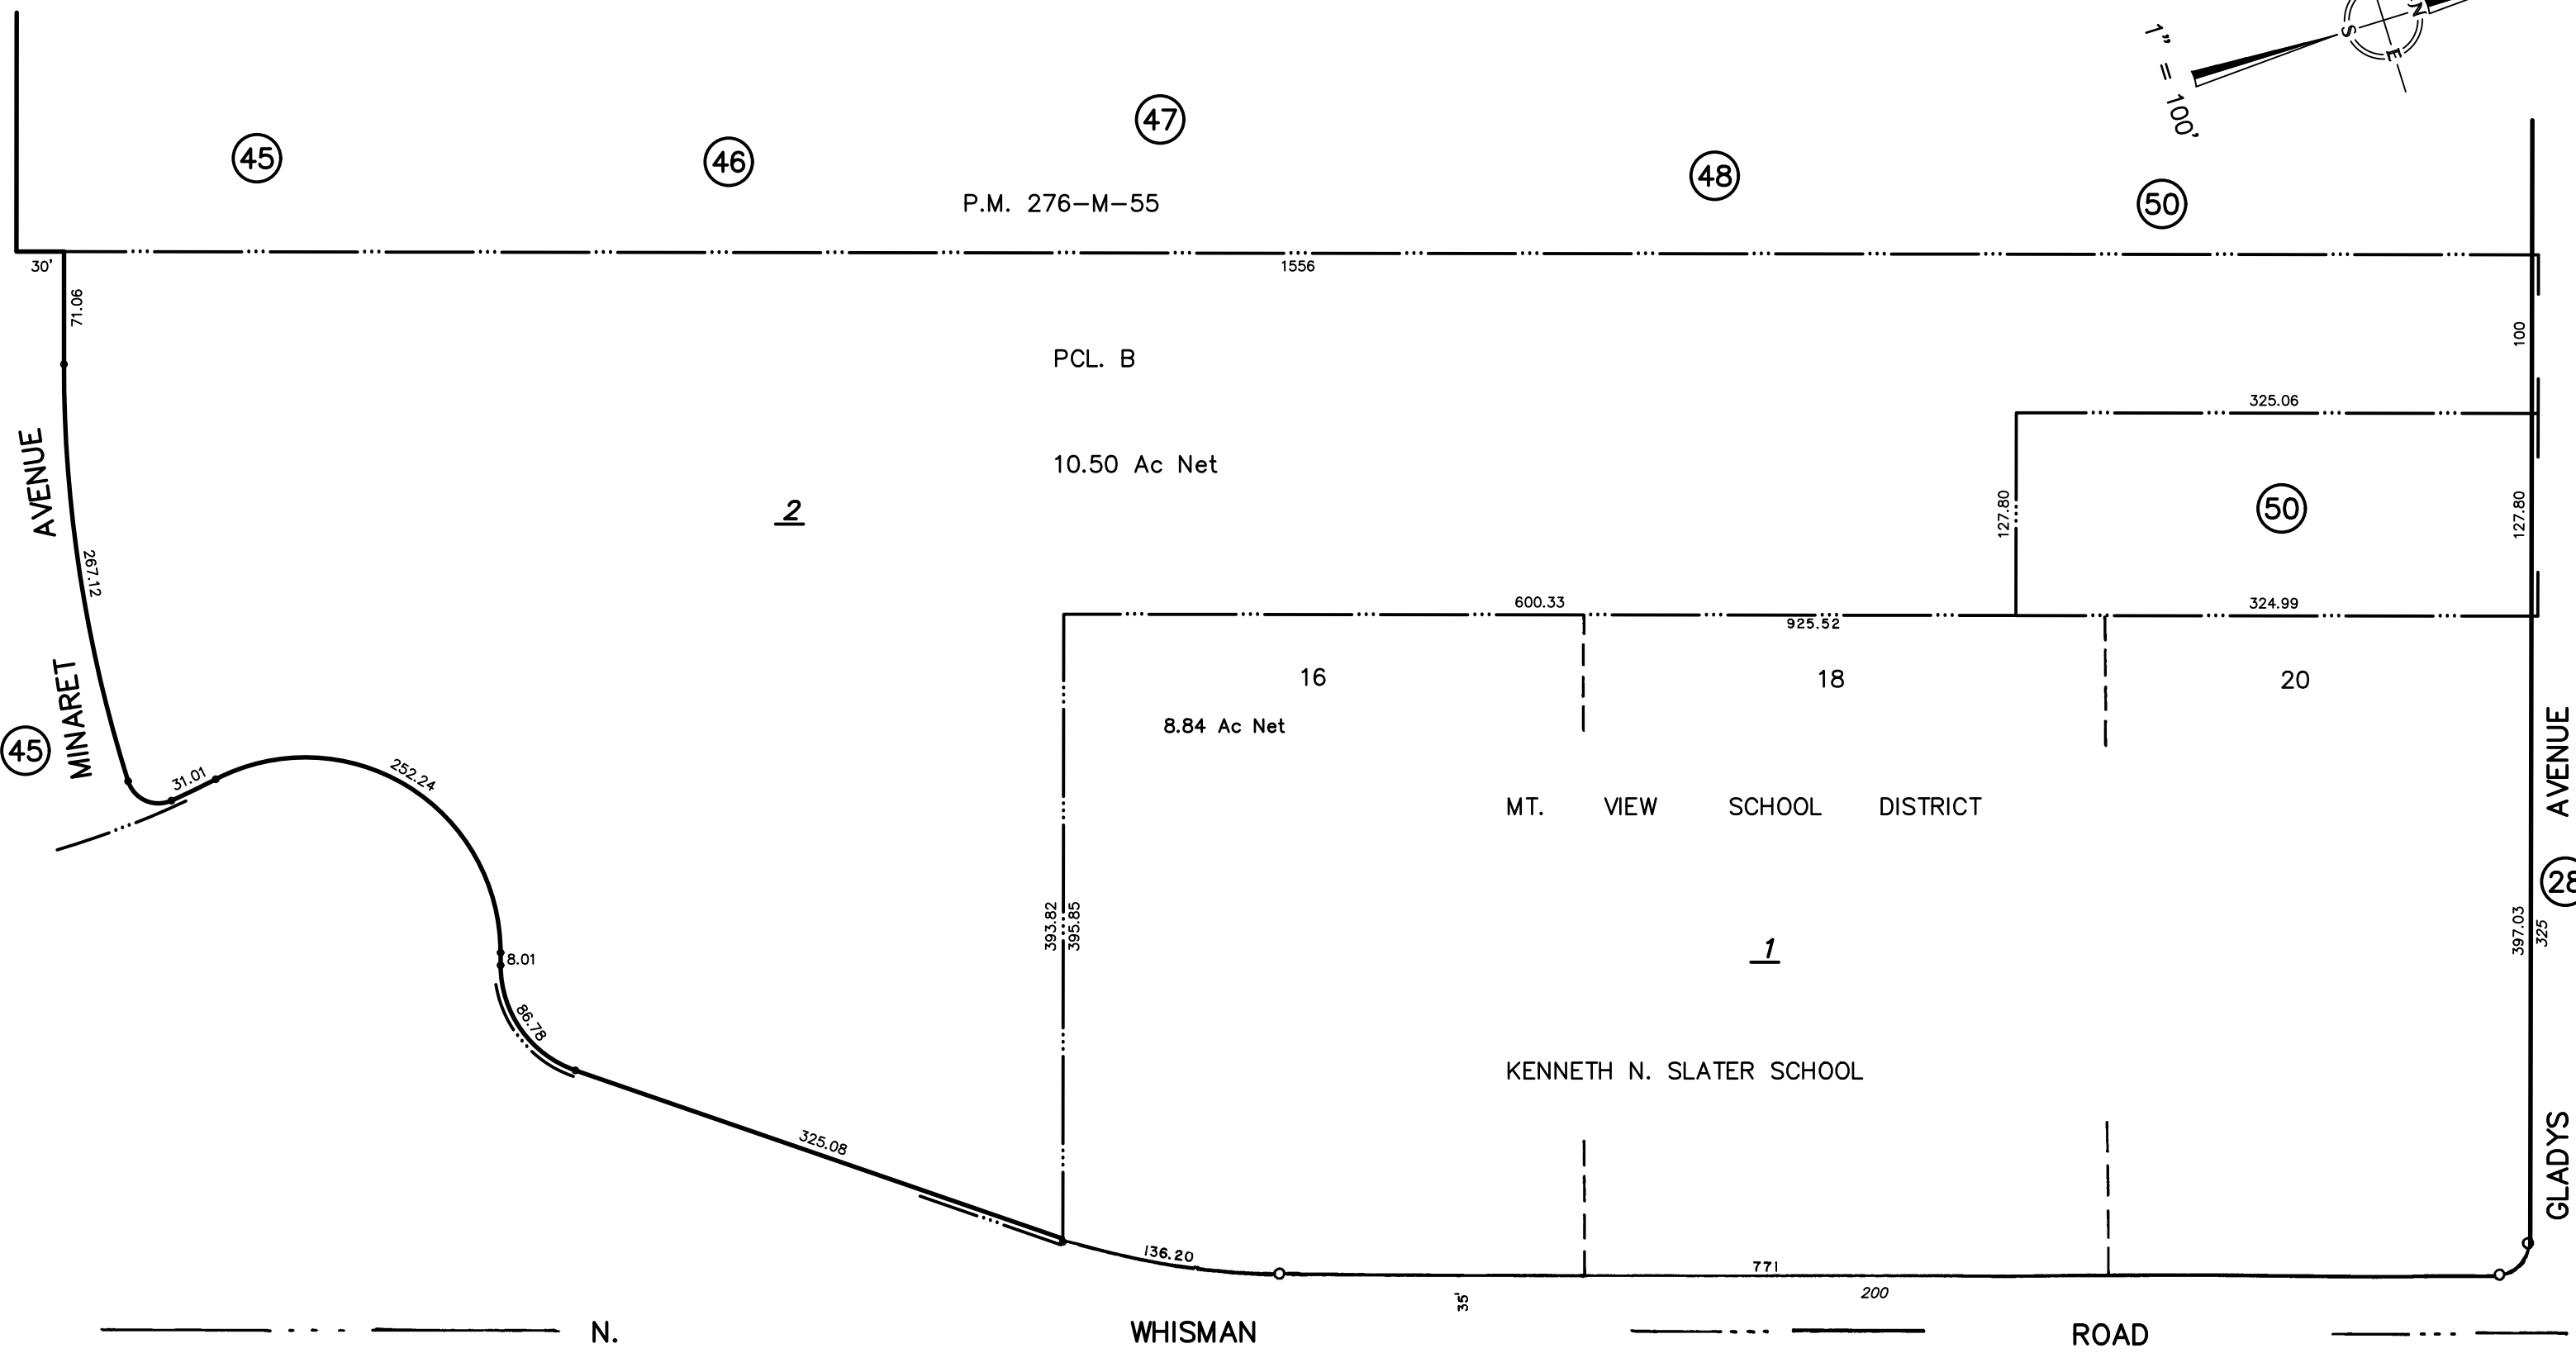 N
S
E
1" = 100'
45
46
47
48
50
P.M. 276-M-55
30'
1556
71.06
100
PCL. B
325.06
10.50 Ac Net
2
AVENUE
127.80
50
127.80
267.12
600.33
925.52
324.99
16
18
20
MINARET
45
8.84 Ac Net
31.01
252.24
MT. VIEW SCHOOL DISTRICT
AVENUE
28
393.82
395.85
397.03
325
1
8.01
86.78
KENNETH N. SLATER SCHOOL
325.08
GLADYS
136.20
771
35'
200
N. WHISMAN ROAD